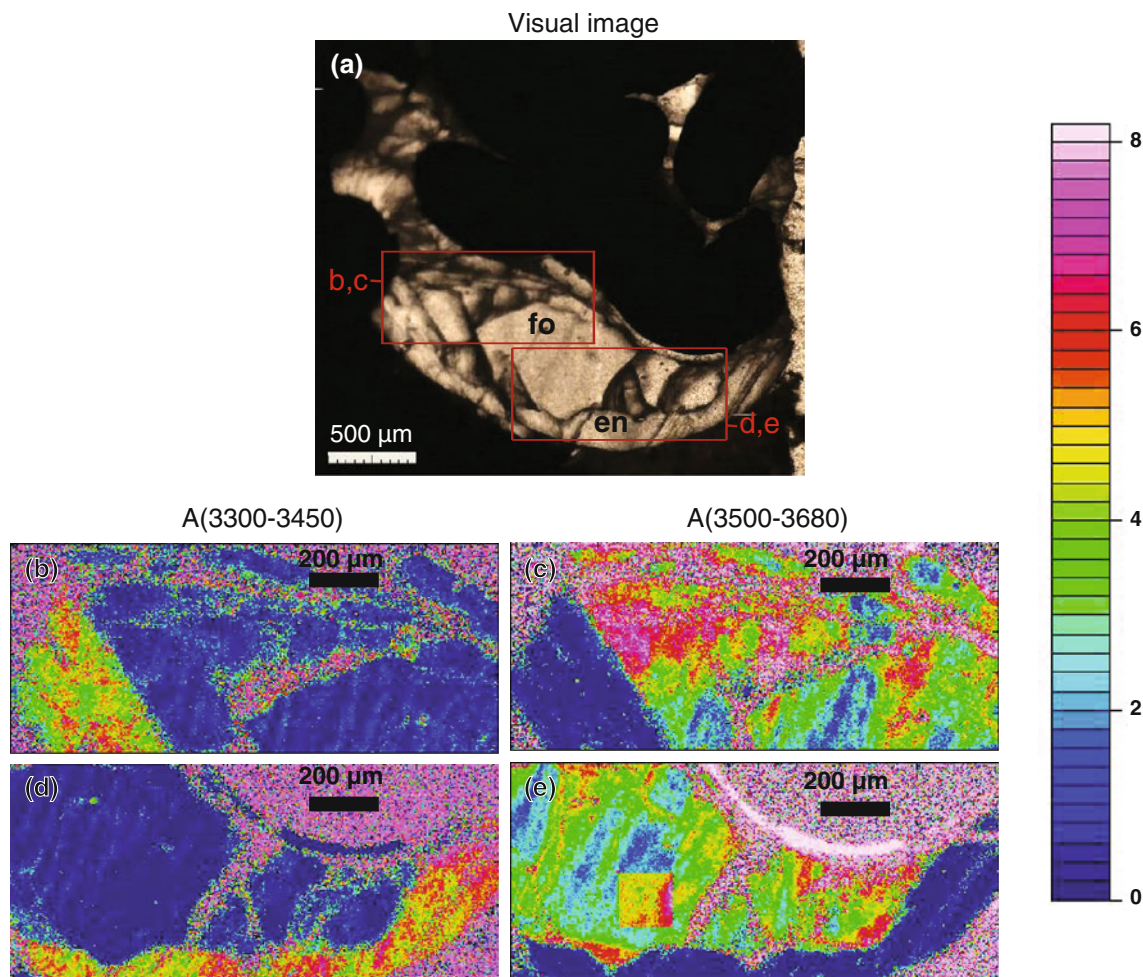 Visual image
(a)
b,c
fo
en
d,e
500 µm
8
6
4
2
0
A(3300-3450)
A(3500-3680)
(b)
200 µm
(c)
200 µm
(d)
200 µm
(e)
200 µm